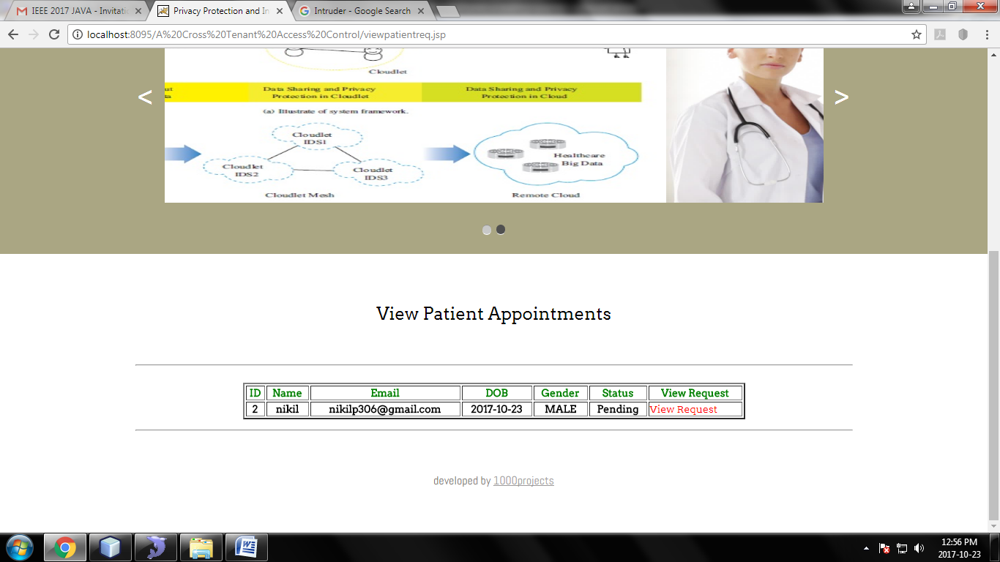 IEEE 2017 JAVA - Invitatio
Privacy Protection and In
Intruder - Google Search
localhost:8095/A%20Cross%20Tenant%20Access%20Control/viewpatientreq.jsp
Cloudlet
ut
ta
Data Sharing and Privacy
Protection in Cloudlet
Data Sharing and Privacy
Protection in Cloud
(a) Illustrate of system framework.
Cloudlet
IDS1
Cloudlet
IDS2
Cloudlet
IDS3
Healthcare
Big Data
Cloudlet Mesh
Remote Cloud
< >
View Patient Appointments
ID Name Email DOB Gender Status View Request
2 nikil nikilp306@gmail.com 2017-10-23 MALE Pending View Request
developed by 1000projects
12:56 PM
2017-10-23